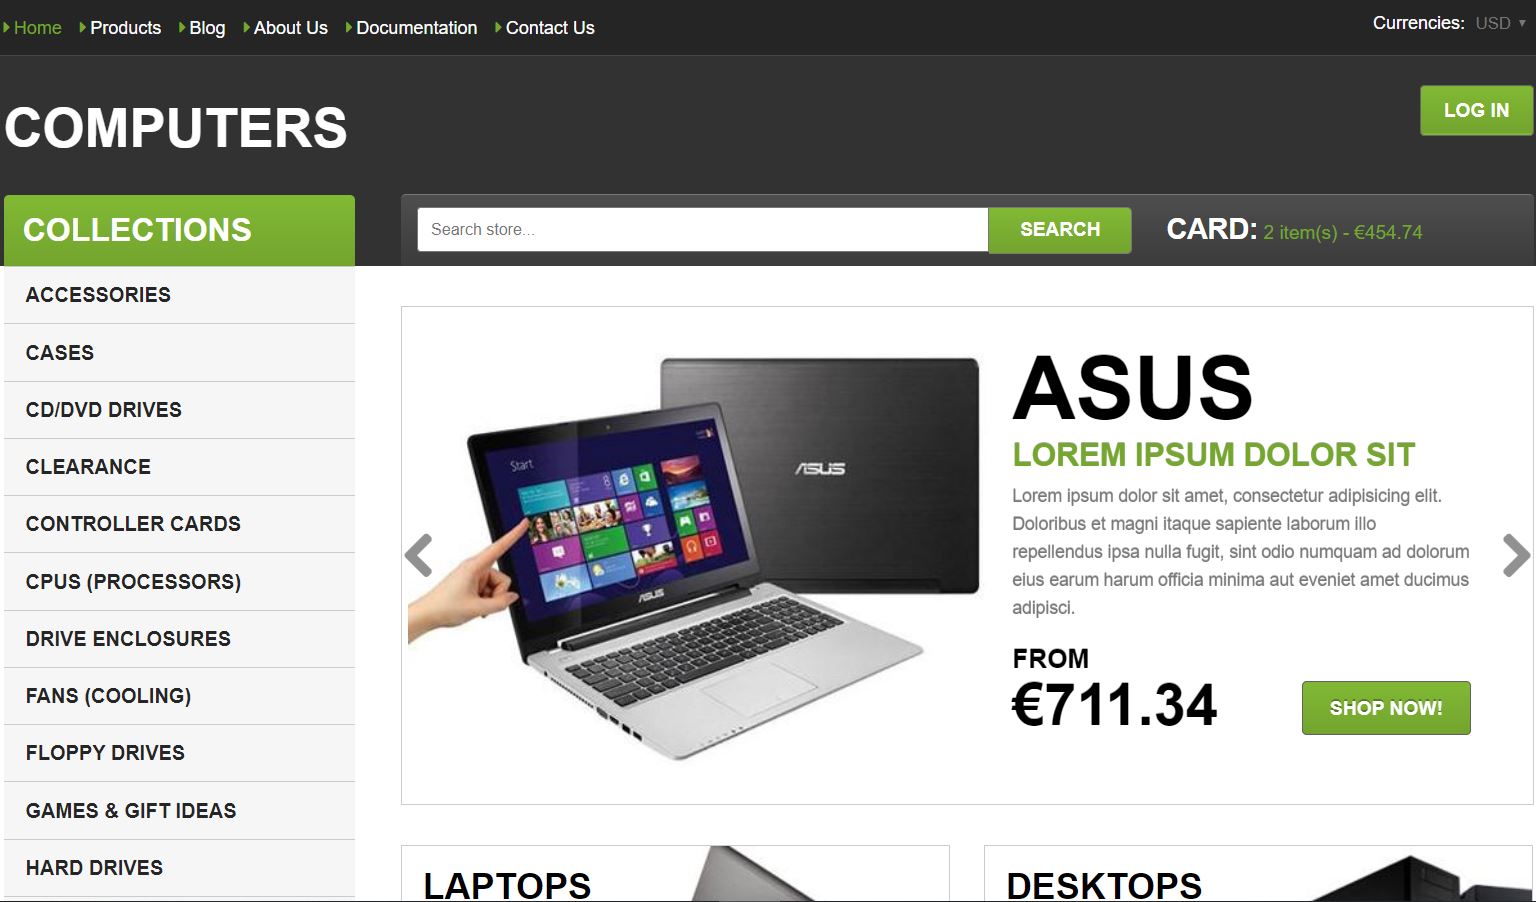 Home Products Blog About Us Documentation Contact Us
Currencies: USD
COMPUTERS
LOG IN
COLLECTIONS
Search store...
SEARCH
CARD: 2 item(s) - €454.74
ACCESSORIES
CASES
CD/DVD DRIVES
CLEARANCE
CONTROLLER CARDS
CPUS (PROCESSORS)
DRIVE ENCLOSURES
FANS (COOLING)
FLOPPY DRIVES
GAMES & GIFT IDEAS
HARD DRIVES
Start
8
ASUS
ASUS
ASUS
LOREM IPSUM DOLOR SIT
Lorem ipsum dolor sit amet, consectetur adipisicing elit.
Doloribus et magni itaque sapiente laborum illo
repellendus ipsa nulla fugit, sint odio numquam ad dolorum
eius earum harum officia minima aut eveniet amet ducimus
adipisci.
FROM
€711.34
SHOP NOW!
LAPTOPS
DESKTOPS